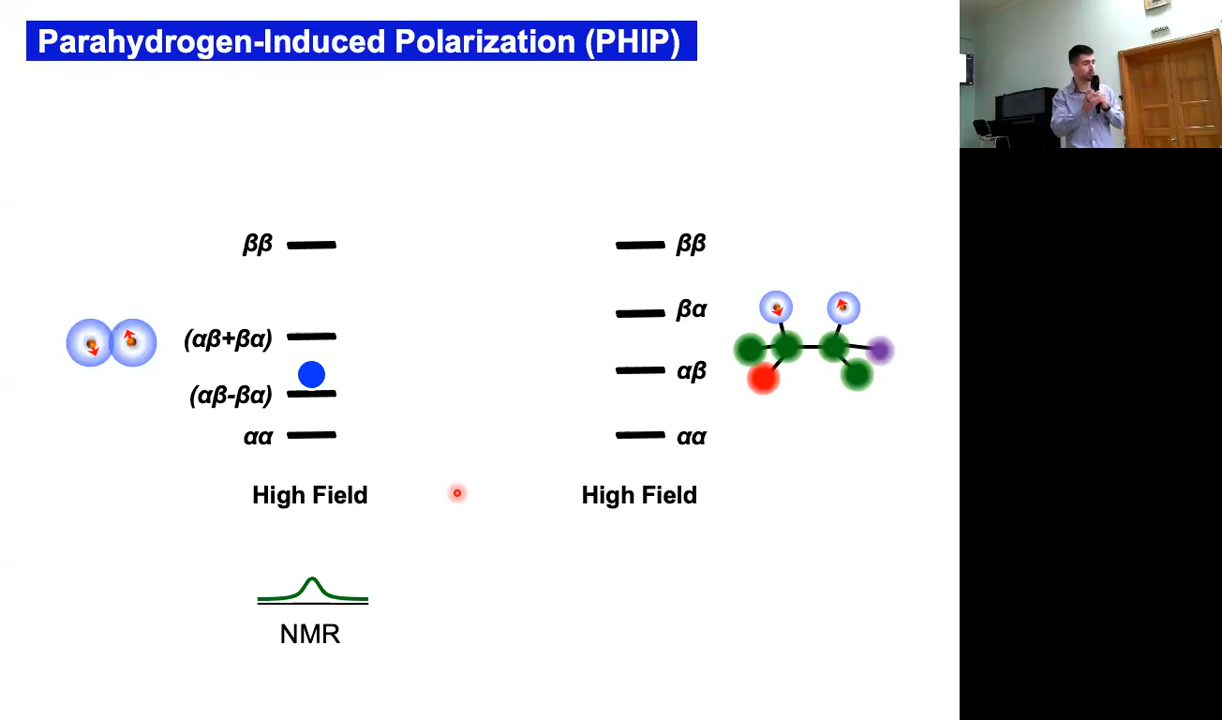 Parahydrogen-Induced Polarization (PHIP)
ββ
(αβ+βα)
(αβ-βα)
αα
High Field
NMR
ββ
βα
αβ
αα
High Field